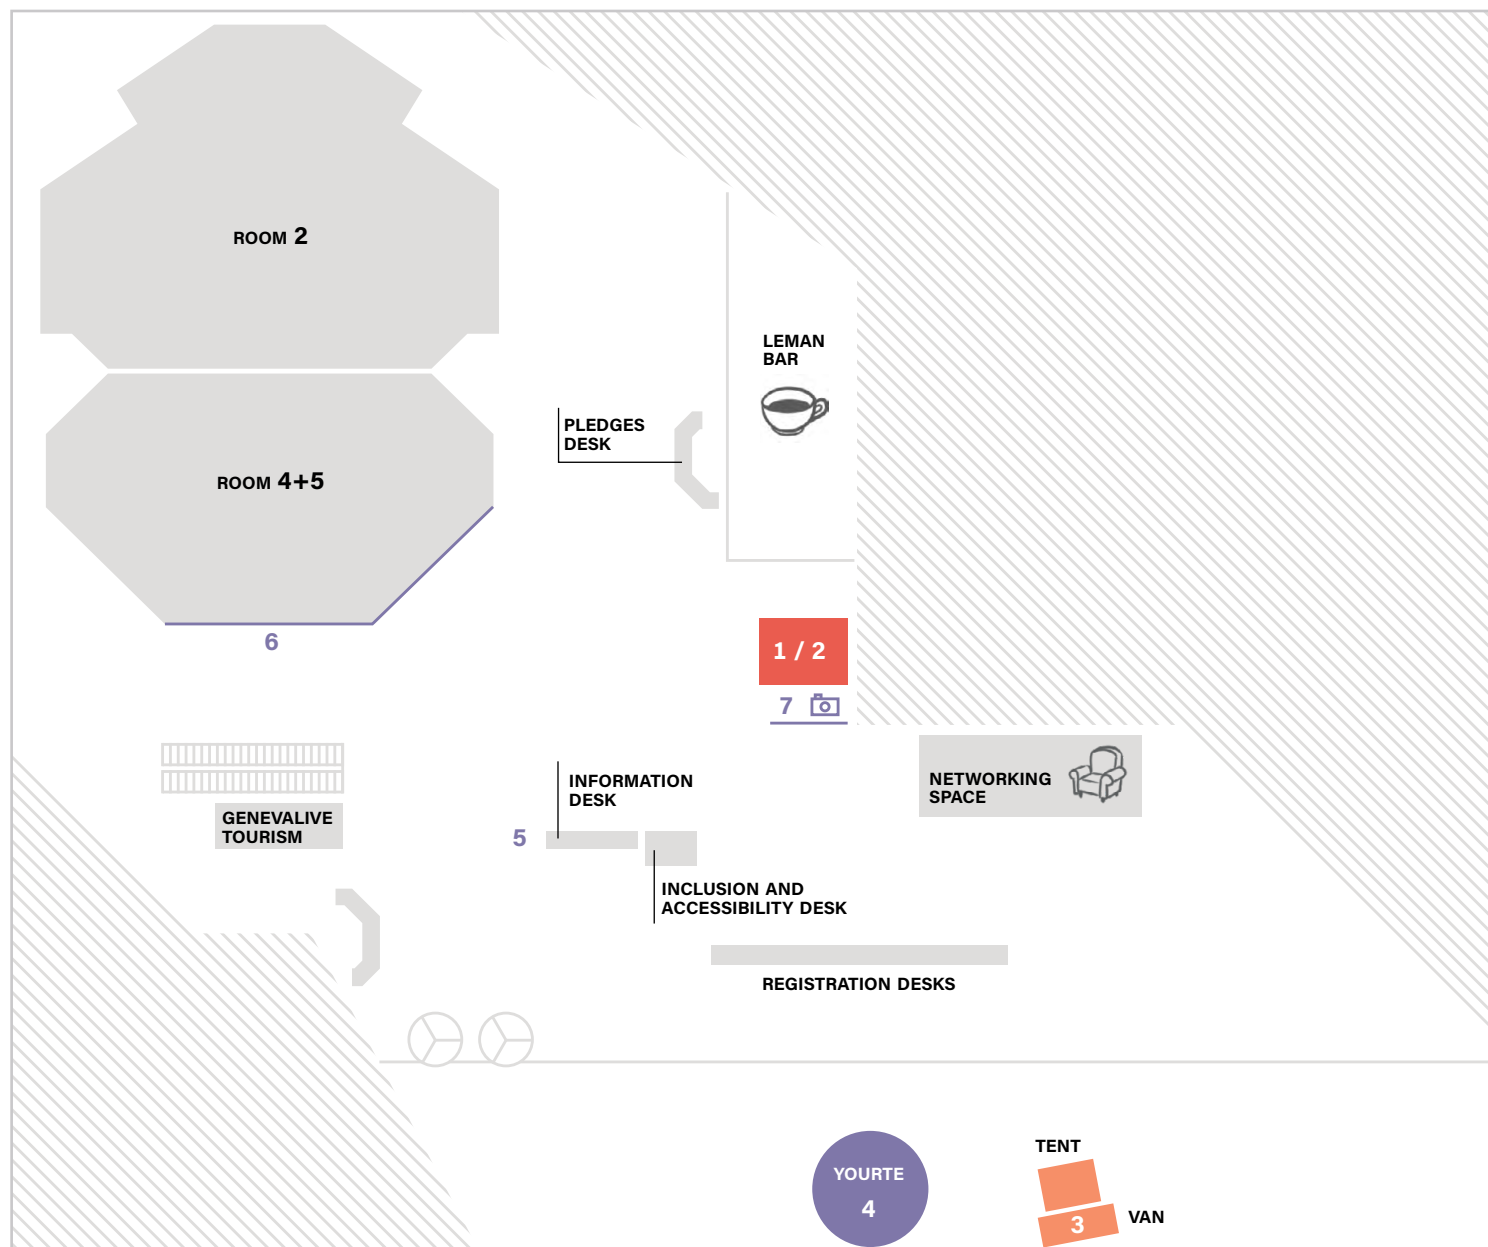 ROOM 2
LEMAN
BAR
PLEDGES
DESK
ROOM 4+5
6
1 / 2
7
INFORMATION
DESK
NETWORKING
SPACE
GENEVALIVE
TOURISM
5
INCLUSION AND
ACCESSIBILITY DESK
REGISTRATION DESKS
TENT
YOURTE
4
VAN
3